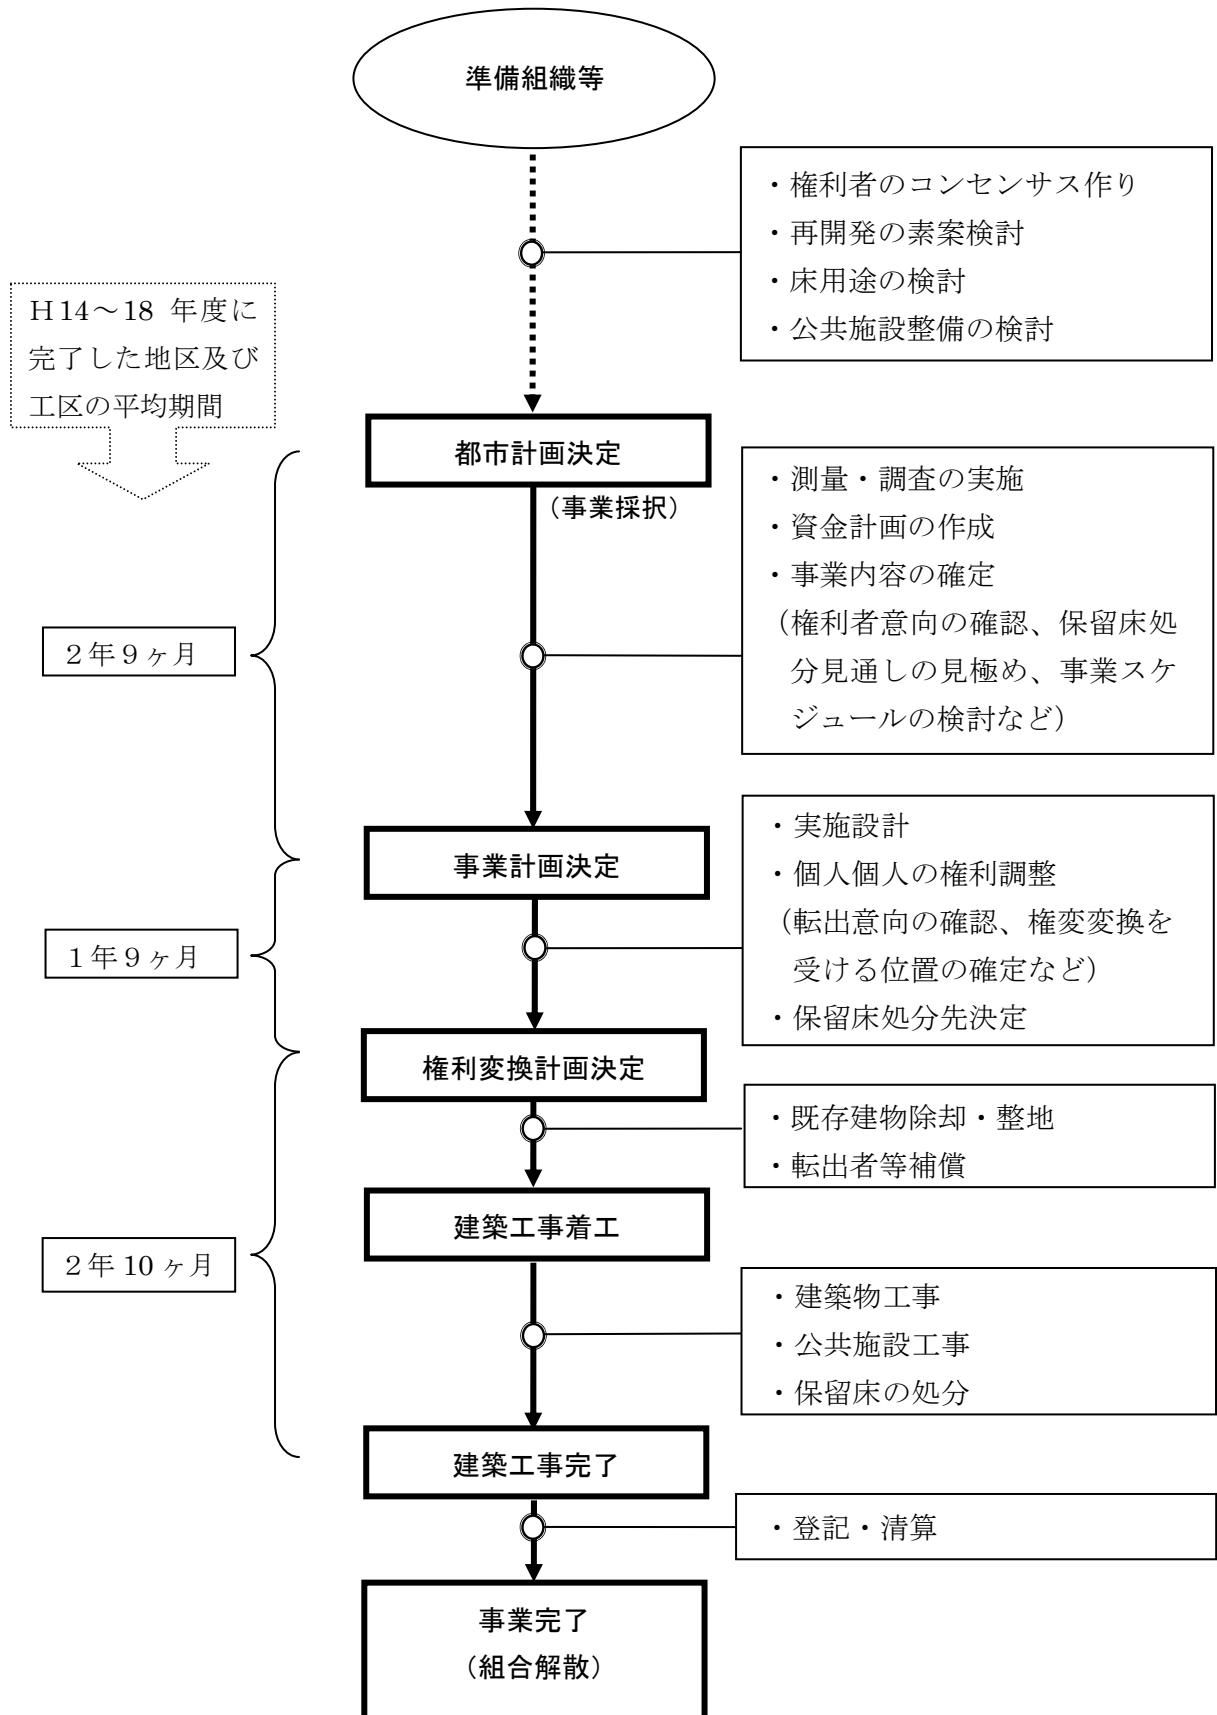 準備組織等
・権利者のコンセンサス作り
・再開発の素案検討
・床用途の検討
・公共施設整備の検討
H14～18 年度に
完了した地区及び
工区の平均期間
都市計画決定
（事業採択）
・測量・調査の実施
・資金計画の作成
・事業内容の確定
（権利者意向の確認、保留床処
分見通しの見極め、事業スケ
ジュールの検討など）
２年９ヶ月
事業計画決定
・実施設計
・個人個人の権利調整
（転出意向の確認、権変変換を
受ける位置の確定など）
・保留床処分先決定
１年９ヶ月
権利変換計画決定
・既存建物除却・整地
・転出者等補償
建築工事着工
２年 10 ヶ月
・建築物工事
・公共施設工事
・保留床の処分
建築工事完了
・登記・清算
事業完了
（組合解散）